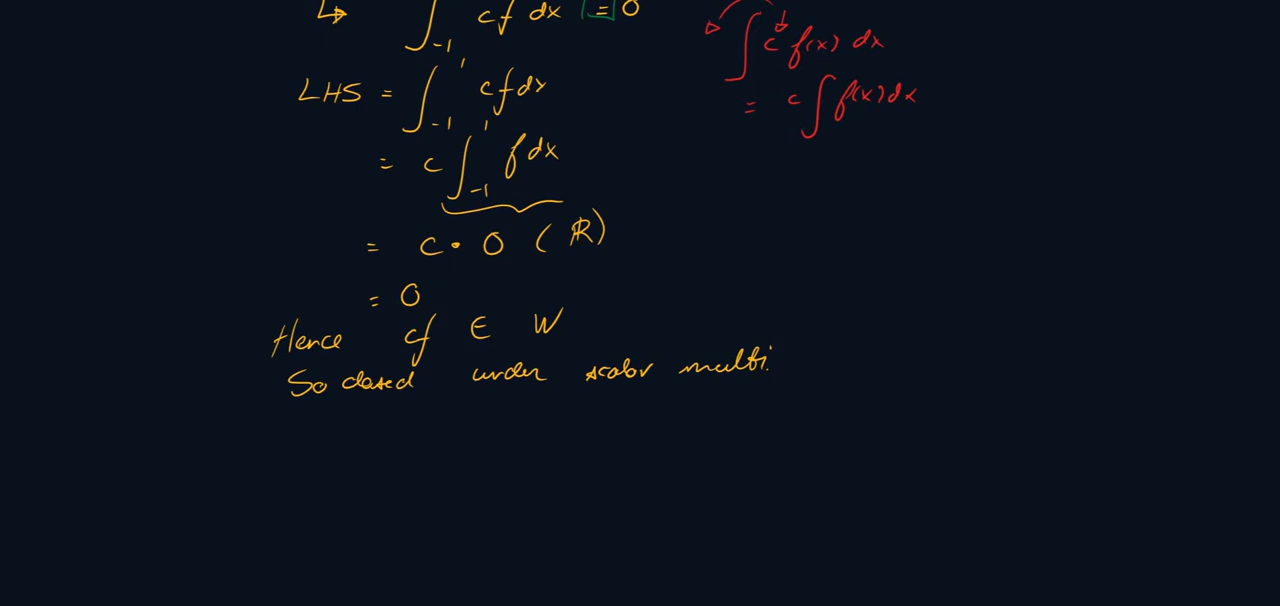 ↳ ∫₋₁ cf dx = 0
LHS = ∫₋₁¹ cf dx
= c ∫₋₁¹ f dx
= c • 0 (ℝ)
= 0
Hence cf ∈ W
So closed under scalar multi.
∫ c f(x) dx
= c ∫ f(x) dx